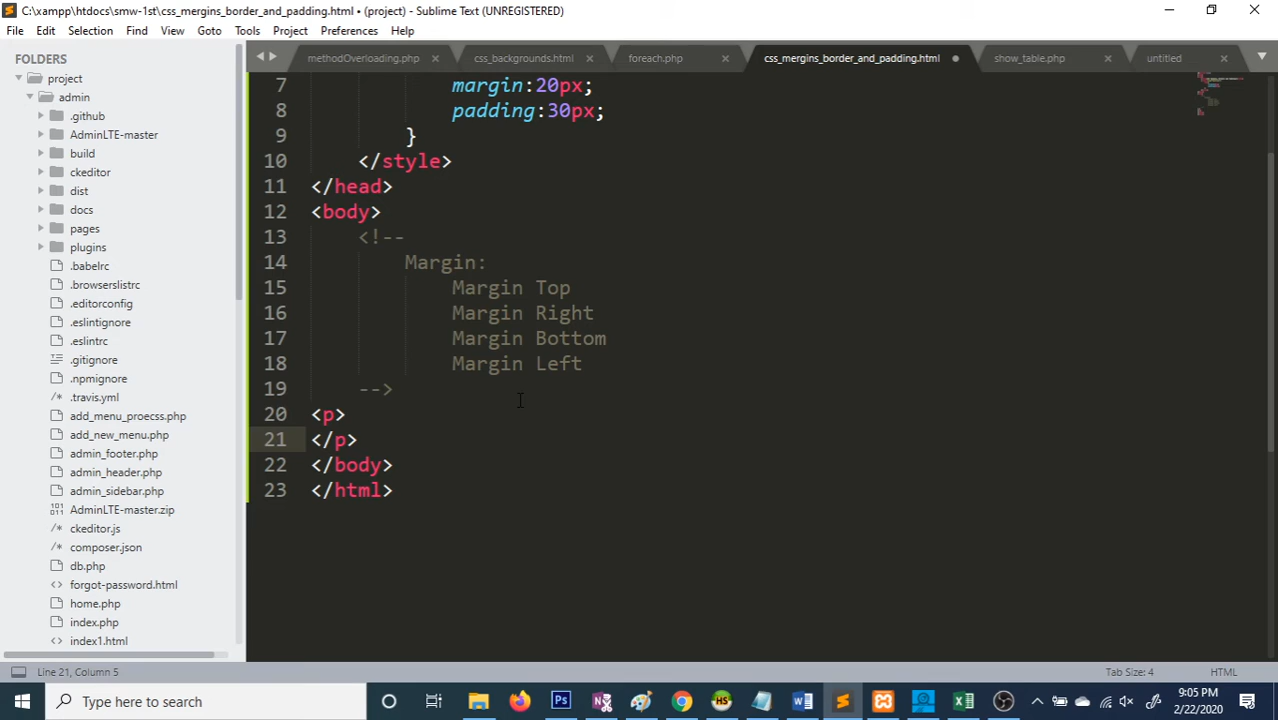 C:\xampp\htdocs\smw-1st\css_mergins_border_and_padding.html • (project) - Sublime Text (UNREGISTERED)
File Edit Selection Find View Goto Tools Project Preferences Help
FOLDERS
project
admin
.github
AdminLTE-master
build
ckeditor
dist
docs
pages
plugins
.babelrc
.browserslistrc
.editorconfig
.eslintignore
.eslintrc
.gitignore
.npmignore
.travis.yml
add_menu_proecss.php
add_new_menu.php
admin_footer.php
admin_header.php
admin_sidebar.php
AdminLTE-master.zip
ckeditor.js
composer.json
db.php
forgot-password.html
home.php
index.php
index1.html
methodOverloading.php css_backgrounds.html foreach.php css_mergins_border_and_padding.html show_table.php untitled
7 margin:20px;
8 padding:30px;
9 }
10 </style>
11 </head>
12 <body>
13 <!--
14 Margin:
15 Margin Top
16 Margin Right
17 Margin Bottom
18 Margin Left
19 -->
20 <p>
21 </p>
22 </body>
23 </html>
Line 21, Column 5 Tab Size: 4 HTML
Type here to search
9:05 PM
2/22/2020